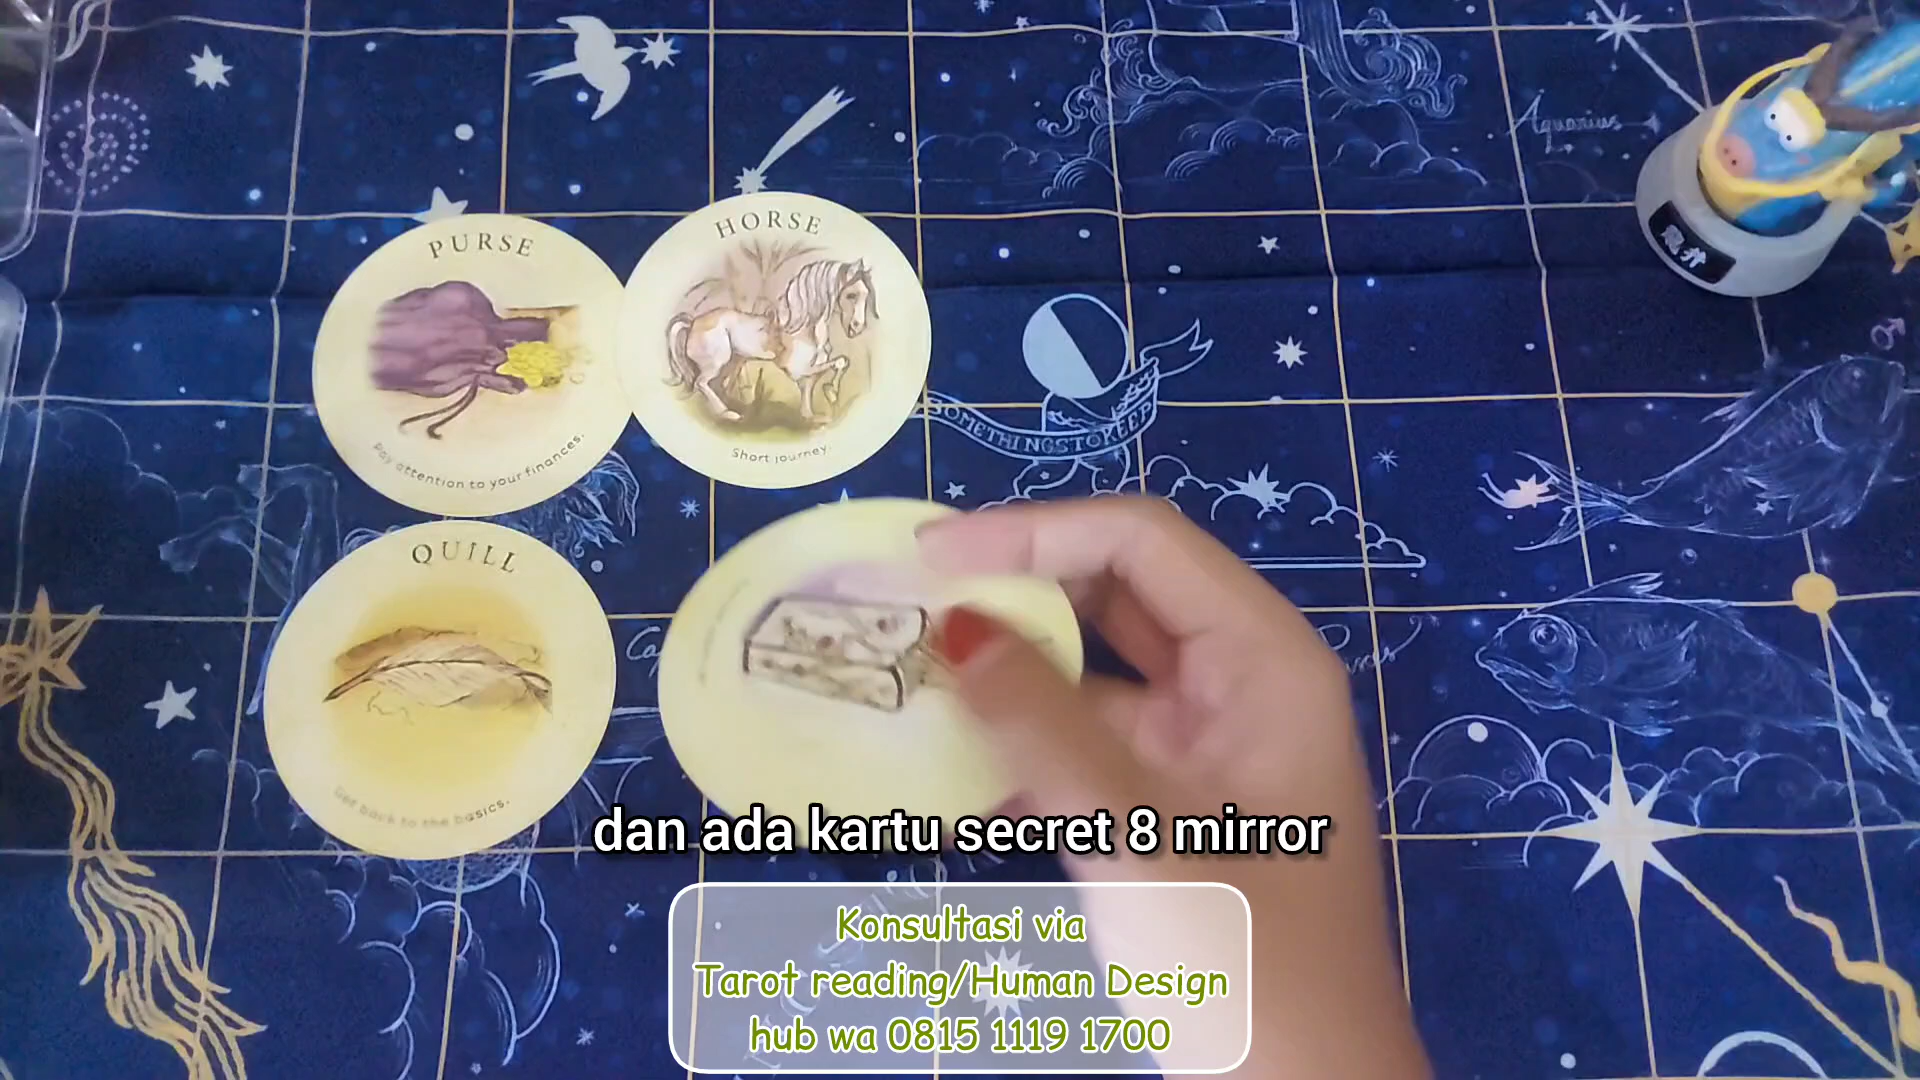 Aquarius
PURSE
HORSE
Short journey.
Pay attention to your finances.
SOMETHINGSTOKEEP
QUILL
Get back to the basics.
dan ada kartu secret 8 mirror
Konsultasi via
Tarot reading/Human Design
hub wa 0815 1119 1700